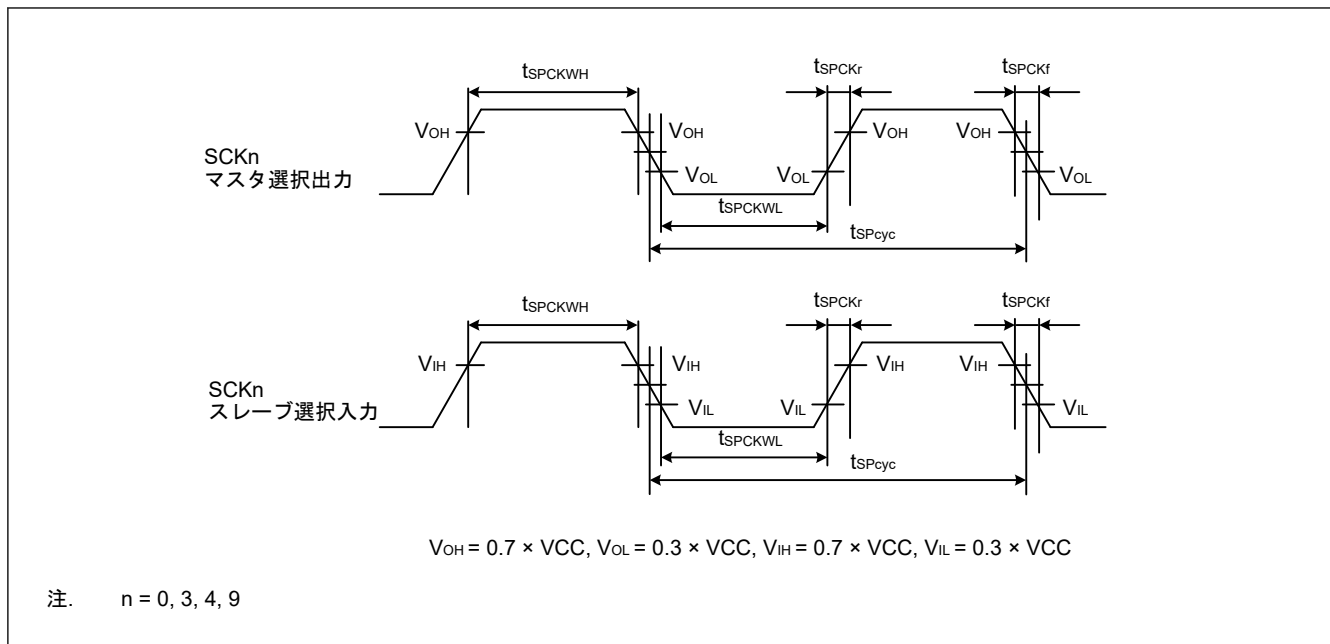 tSPCKWH
tSPCKr
tSPCKf
VOH
VOH
VOH
VOH
SCKn
マスタ選択出力
VOL
VOL
VOL
tSPCKWL
tSPcyc
tSPCKWH
tSPCKr
tSPCKf
VIH
VIH
VIH
VIH
SCKn
スレーブ選択入力
VIL
VIL
VIL
tSPCKWL
tSPcyc
VOH = 0.7 × VCC, VOL = 0.3 × VCC, VIH = 0.7 × VCC, VIL = 0.3 × VCC
注. n = 0, 3, 4, 9